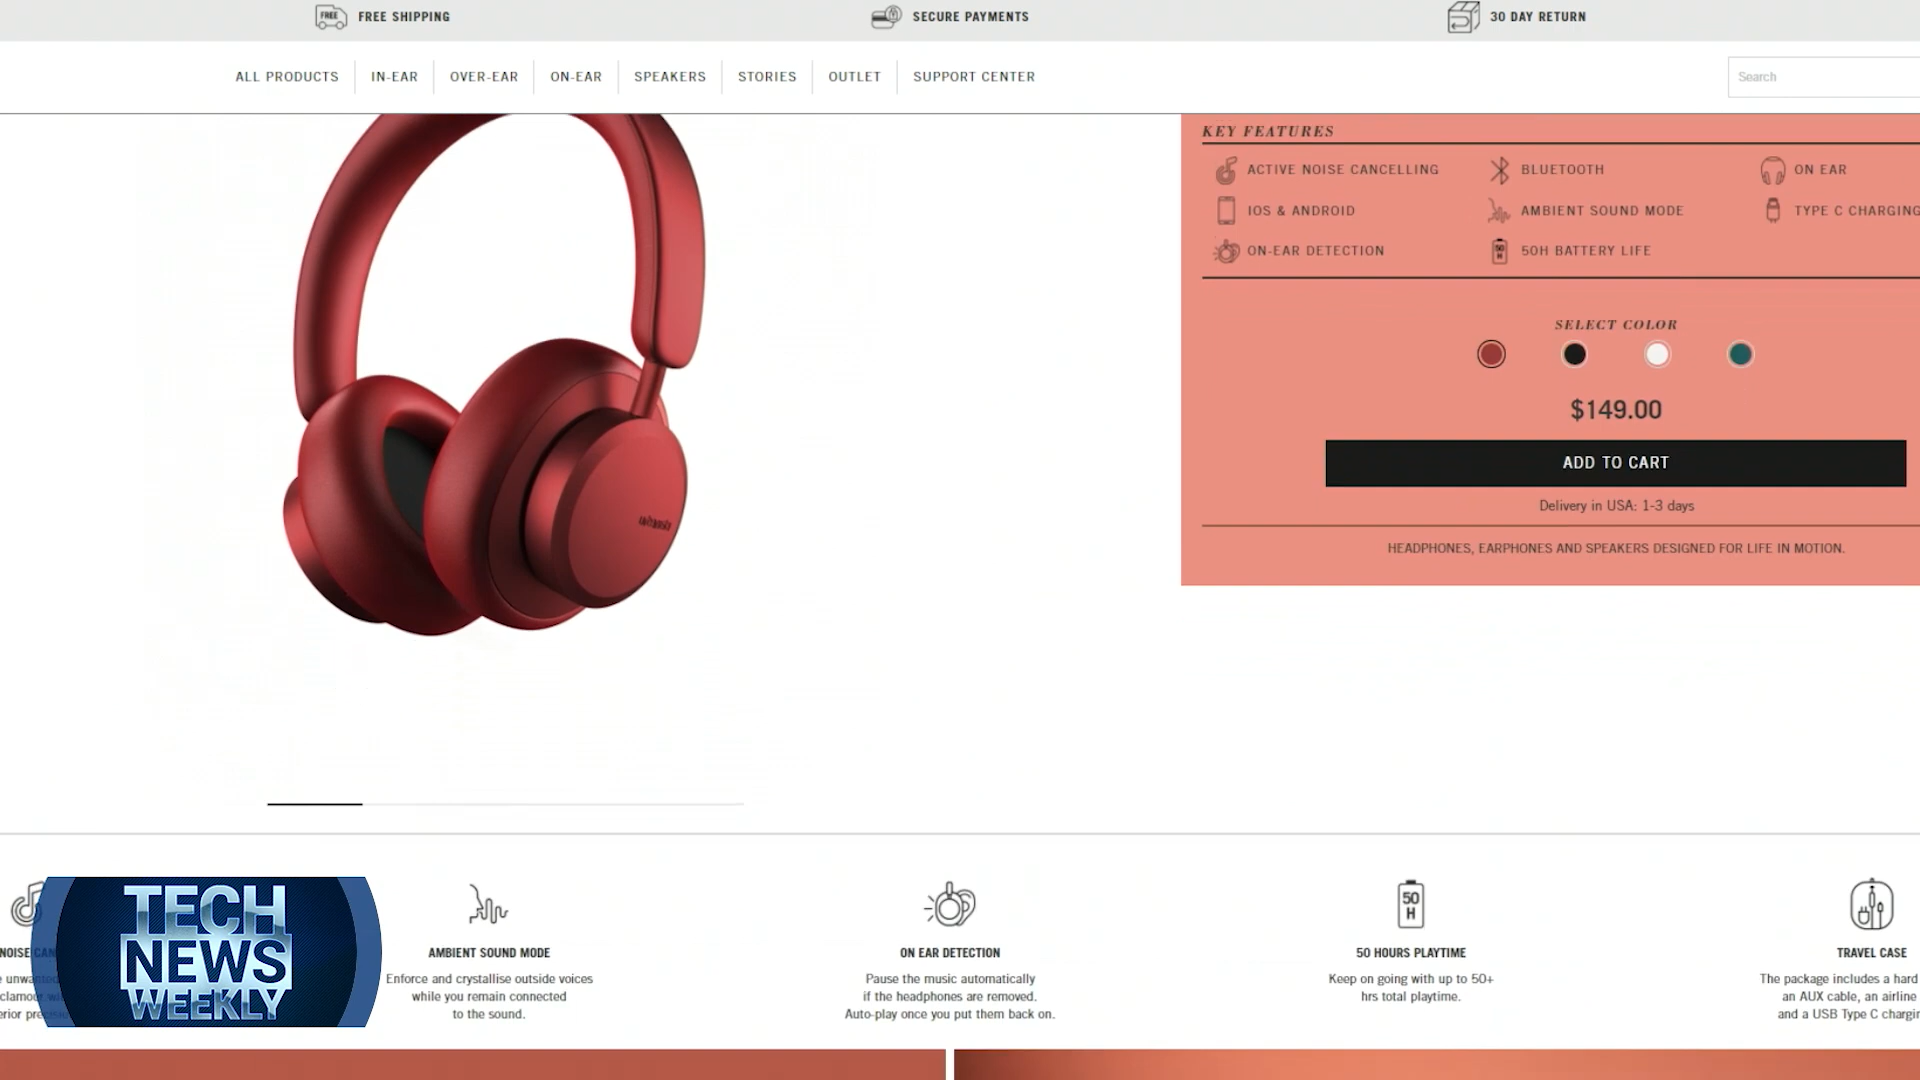 FREE
FREE SHIPPING
SECURE PAYMENTS
30 DAY RETURN
ALL PRODUCTS
IN-EAR
OVER-EAR
ON-EAR
SPEAKERS
STORIES
OUTLET
SUPPORT CENTER
Search
KEY FEATURES
ACTIVE NOISE CANCELLING
BLUETOOTH
ON EAR
IOS & ANDROID
AMBIENT SOUND MODE
TYPE C CHARGING
ON-EAR DETECTION
50 H
50H BATTERY LIFE
SELECT COLOR
$149.00
ADD TO CART
Delivery in USA: 1-3 days
HEADPHONES, EARPHONES AND SPEAKERS DESIGNED FOR LIFE IN MOTION.
TECH
NEWS
WEEKLY
NOISE
AMBIENT SOUND MODE
Enforce and crystallise outside voices
while you remain connected
to the sound.
ON EAR DETECTION
Pause the music automatically
if the headphones are removed.
Auto-play once you put them back on.
50
H
50 HOURS PLAYTIME
Keep on going with up to 50+
hrs total playtime.
TRAVEL CASE
The package includes a hard
an AUX cable, an airline
and a USB Type C